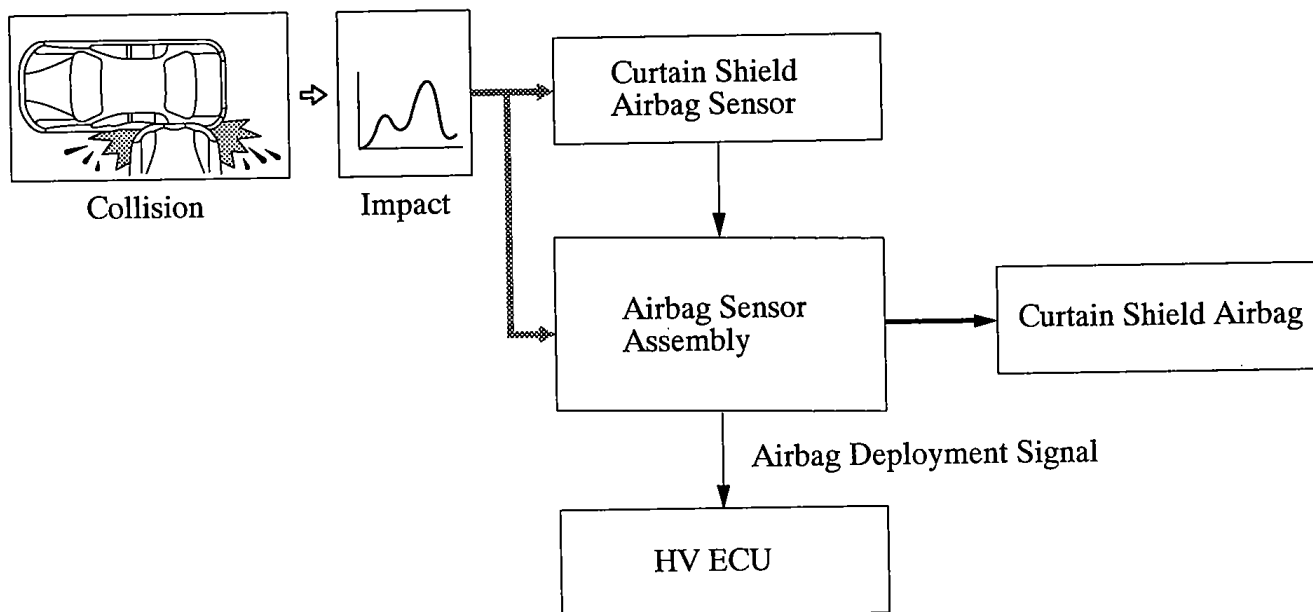 Collision
Impact
Curtain Shield
Airbag Sensor
Airbag Sensor
Assembly
Curtain Shield Airbag
Airbag Deployment Signal
HV ECU